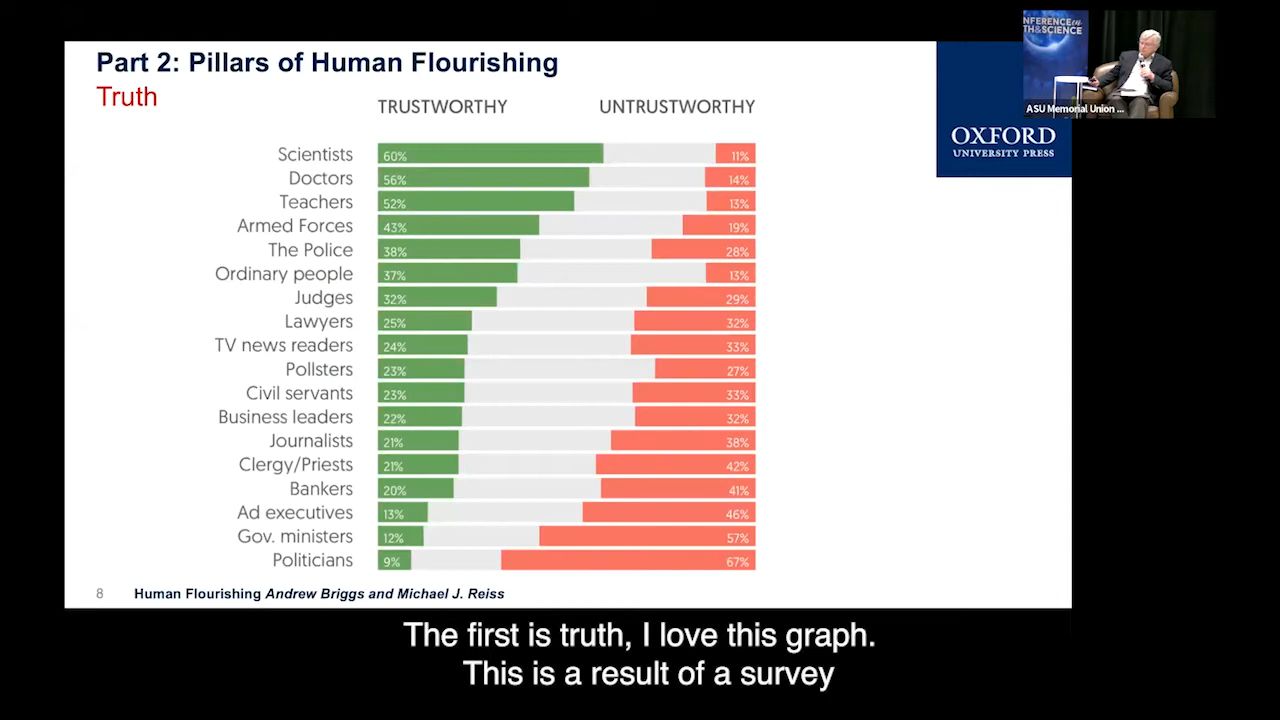 Part 2: Pillars of Human Flourishing
Truth
TRUSTWORTHY UNTRUSTWORTHY
Scientists 60% 11%
Doctors 56% 14%
Teachers 52% 13%
Armed Forces 43% 19%
The Police 38% 28%
Ordinary people 37% 13%
Judges 32% 29%
Lawyers 25% 32%
TV news readers 24% 33%
Pollsters 23% 27%
Civil servants 23% 33%
Business leaders 22% 32%
Journalists 21% 38%
Clergy/Priests 21% 42%
Bankers 20% 41%
Ad executives 13% 46%
Gov. ministers 12% 57%
Politicians 9% 67%
8 Human Flourishing Andrew Briggs and Michael J. Reiss
OXFORD
UNIVERSITY PRESS
NFERENCE in
TH&SCIENCE
ASU Memorial Union ...
The first is truth, I love this graph.
This is a result of a survey